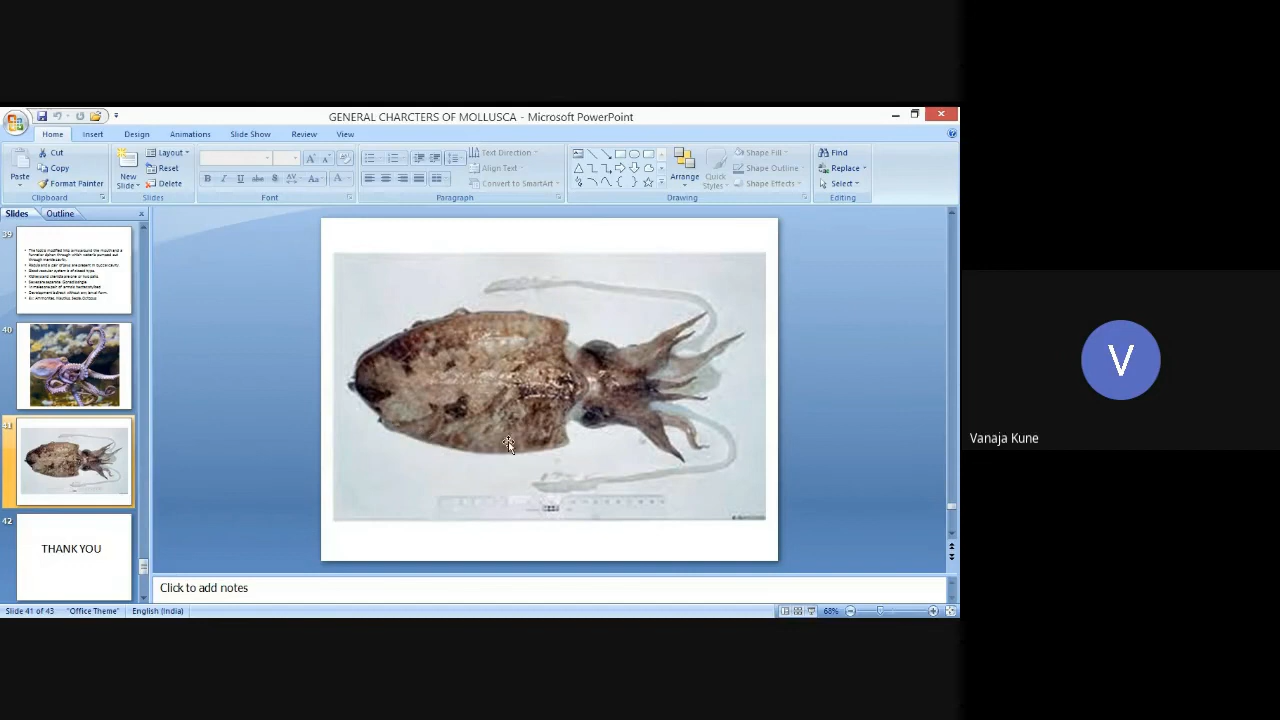 GENERAL CHARCTERS OF MOLLUSCA - Microsoft PowerPoint
Home Insert Design Animations Slide Show Review View
Paste
Cut
Copy
Format Painter
Clipboard
New
Slide
Layout
Reset
Delete
Slides
Font
Text Direction
Align Text
Convert to SmartArt
Paragraph
Arrange
Quick
Styles
Shape Fill
Shape Outline
Shape Effects
Drawing
Find
Replace
Select
Editing
Slides Outline
39
40
41
42
THANK YOU
Click to add notes
Slide 41 of 43 "Office Theme" English (India) 68%
V
Vanaja Kune